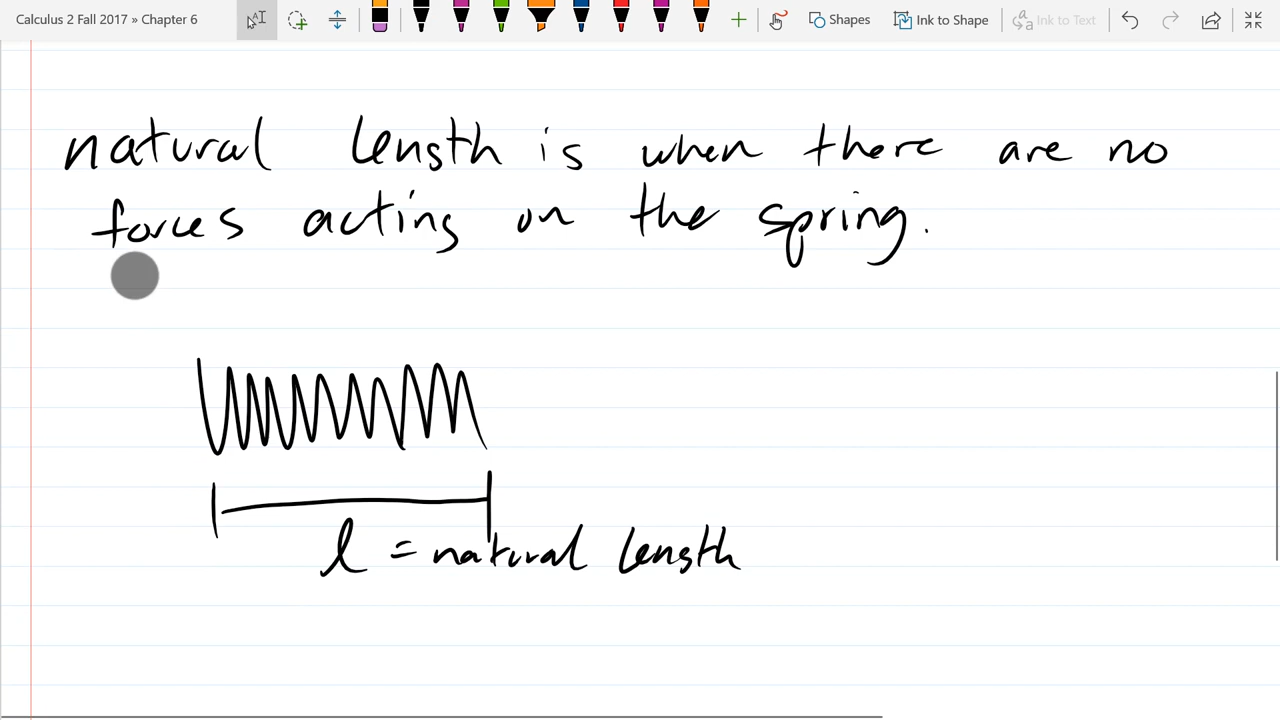 Calculus 2 Fall 2017 » Chapter 6
Shapes
Ink to Shape
Ink to Text
natural length is when there are no
forces acting on the spring.
l = natural length